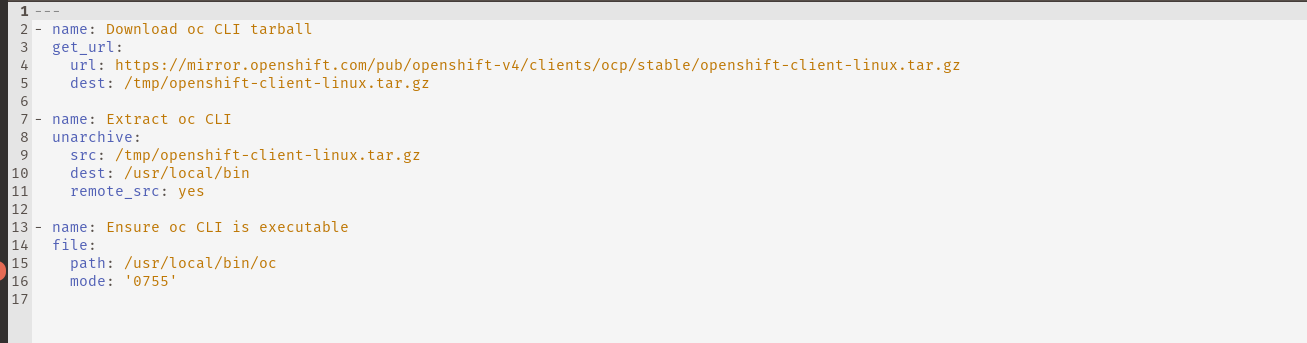 1 ---
2 - name: Download oc CLI tarball
3   get_url:
4     url: https://mirror.openshift.com/pub/openshift-v4/clients/ocp/stable/openshift-client-linux.tar.gz
5     dest: /tmp/openshift-client-linux.tar.gz
6
7 - name: Extract oc CLI
8   unarchive:
9     src: /tmp/openshift-client-linux.tar.gz
10     dest: /usr/local/bin
11     remote_src: yes
12
13 - name: Ensure oc CLI is executable
14   file:
15     path: /usr/local/bin/oc
16     mode: '0755'
17